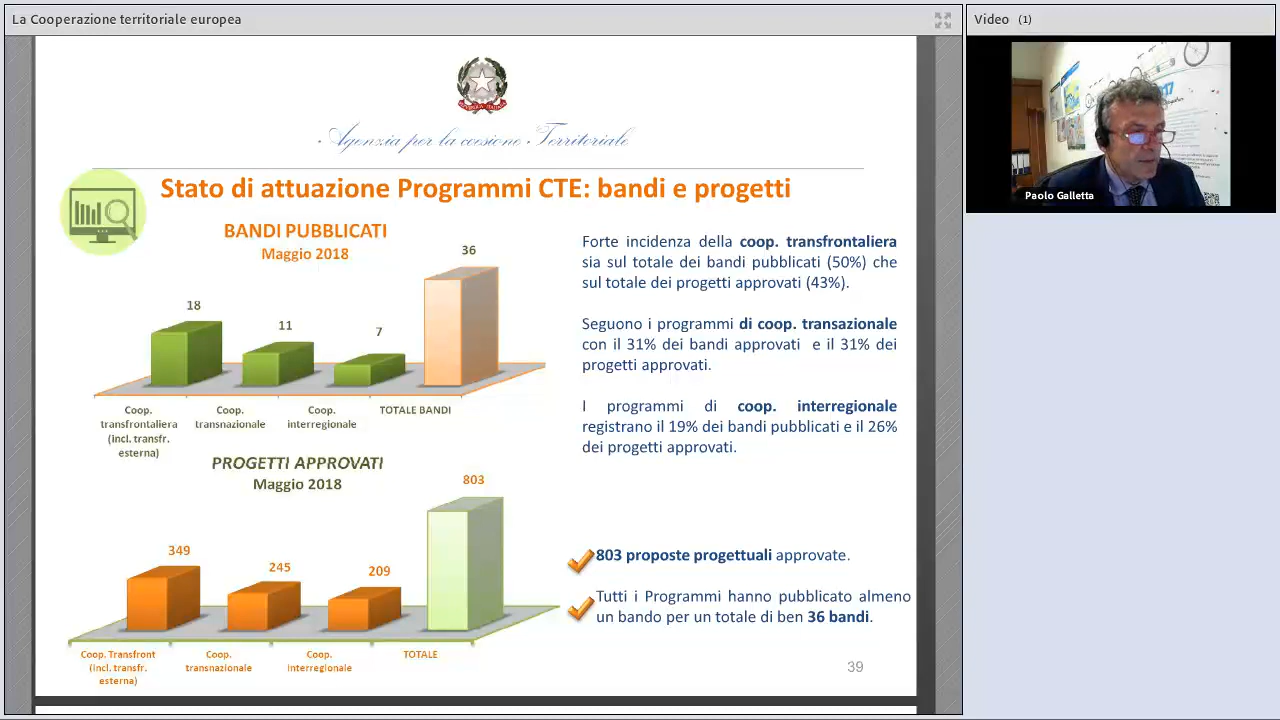 La Cooperazione territoriale europea
Video (1)
Paolo Galletta
REPVBBLICA ITALIANA
Agenzia per la coesione Territoriale
Stato di attuazione Programmi CTE: bandi e progetti
BANDI PUBBLICATI
Maggio 2018
36
18
11
7
Coop.
transfrontaliera
(incl. transfr.
esterna)
Coop.
transnazionale
Coop.
interregionale
TOTALE BANDI
PROGETTI APPROVATI
Maggio 2018
803
349
245
209
Coop. Transfront
(incl. transfr.
esterna)
Coop.
transnazionale
Coop.
interregionale
TOTALE
Forte incidenza della coop. transfrontaliera
sia sul totale dei bandi pubblicati (50%) che
sul totale dei progetti approvati (43%).
Seguono i programmi di coop. transazionale
con il 31% dei bandi approvati e il 31% dei
progetti approvati.
I programmi di coop. interregionale
registrano il 19% dei bandi pubblicati e il 26%
dei progetti approvati.
803 proposte progettuali approvate.
Tutti i Programmi hanno pubblicato almeno
un bando per un totale di ben 36 bandi.
39